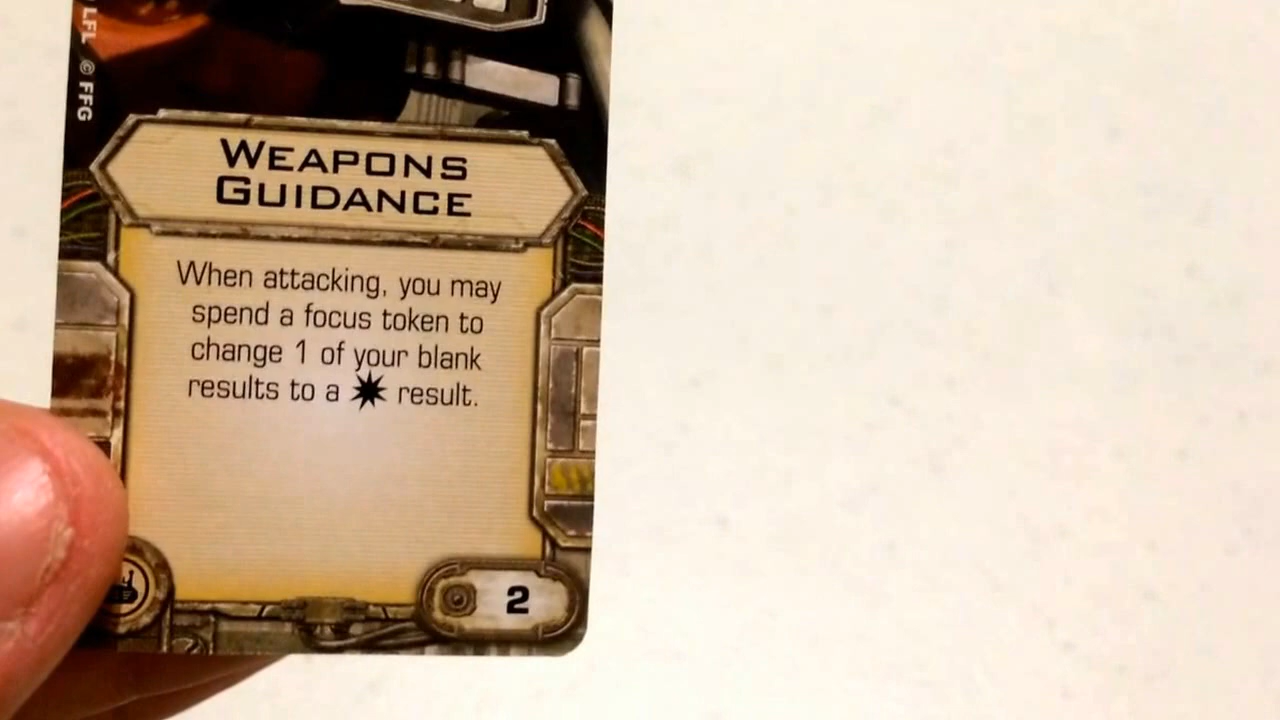 LFL © FFG
WEAPONS
GUIDANCE
When attacking, you may
spend a focus token to
change 1 of your blank
results to a result.
2